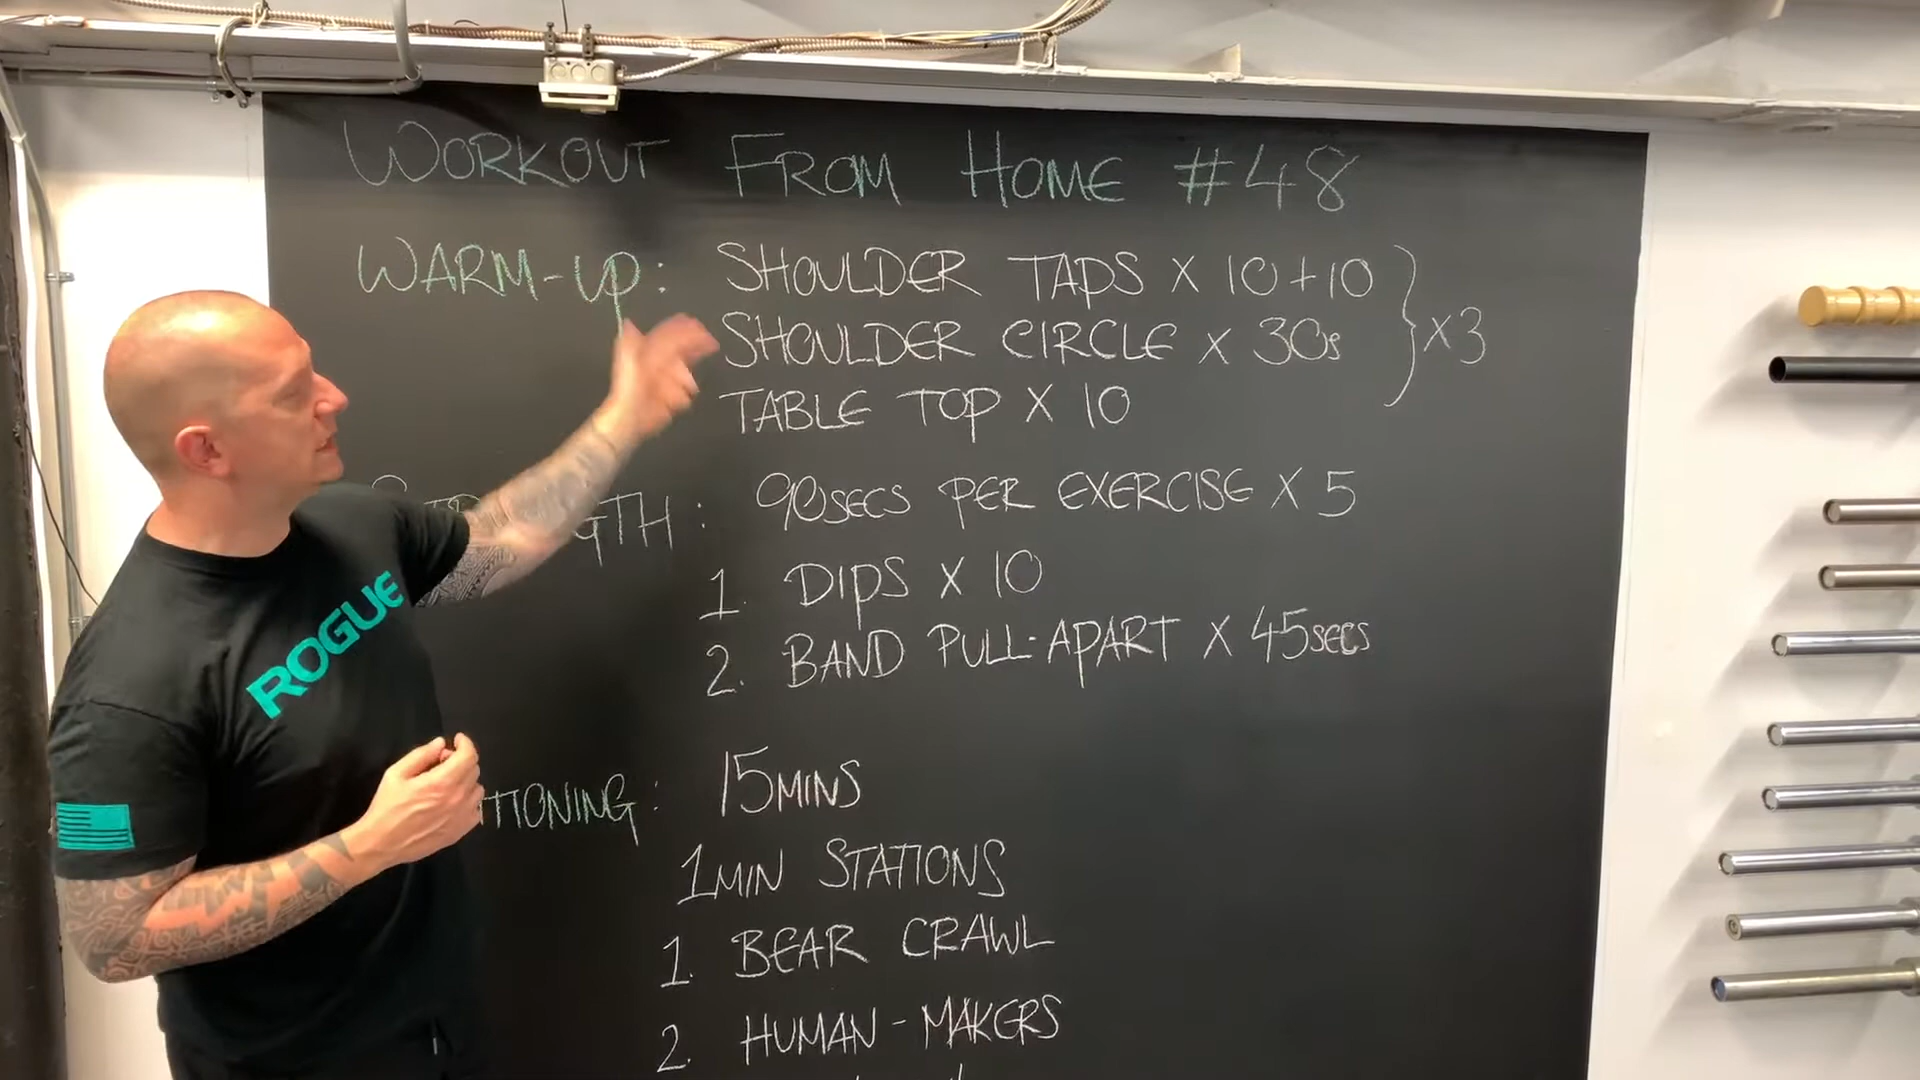 WORKOUT FROM HOME #48
WARM-UP: SHOULDER TAPS X 10+10
SHOULDER CIRCLE X 30s
TABLE TOP X 10
} X3
GTH: 90SECS PER EXERCISE X 5
1. DIPS X 10
2. BAND PULL-APART X 45SECS
TIONING: 15MINS
1MIN STATIONS
1. BEAR CRAWL
2. HUMAN-MAKERS
ROGUE